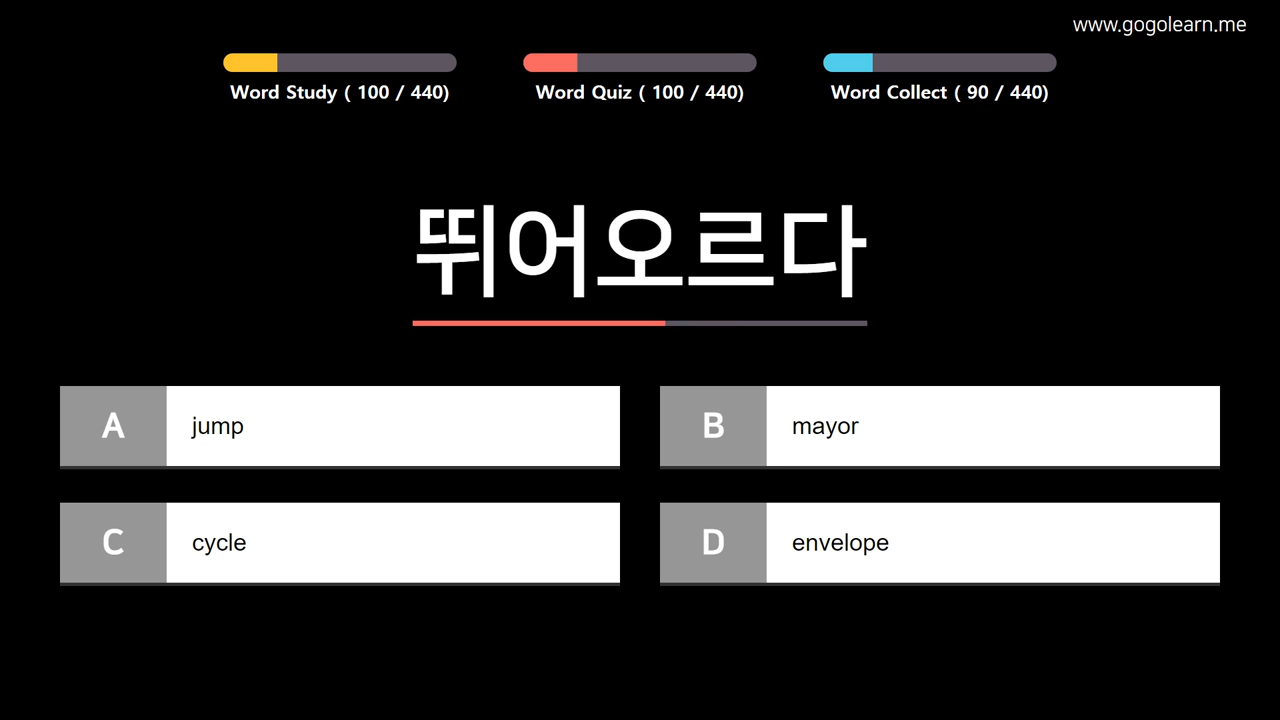 www.gogolearn.me
Word Study ( 100 / 440)
Word Quiz ( 100 / 440)
Word Collect ( 90 / 440)
뛰어오르다
A jump
B mayor
C cycle
D envelope